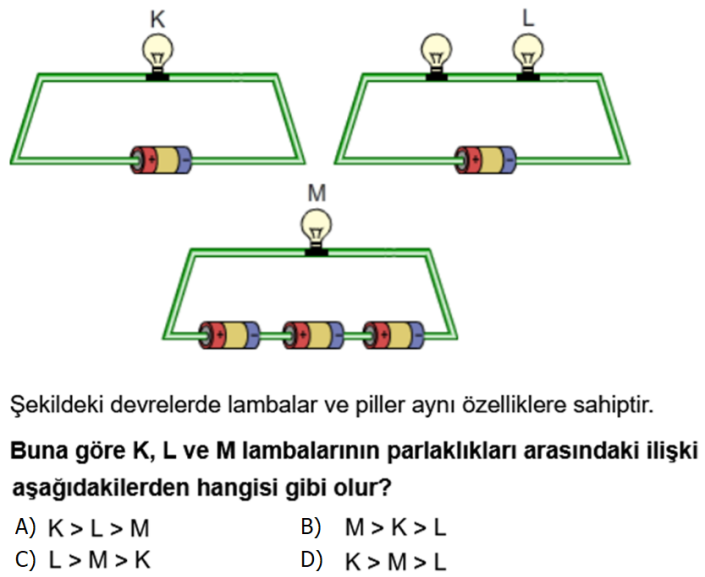 K
L
+
-
+
-
M
+
-
+
-
+
-
Şekildeki devrelerde lambalar ve piller aynı özelliklere sahiptir.
Buna göre K, L ve M lambalarının parlaklıkları arasındaki ilişki
aşağıdakilerden hangisi gibi olur?
A) K > L > M
B) M > K > L
C) L > M > K
D) K > M > L